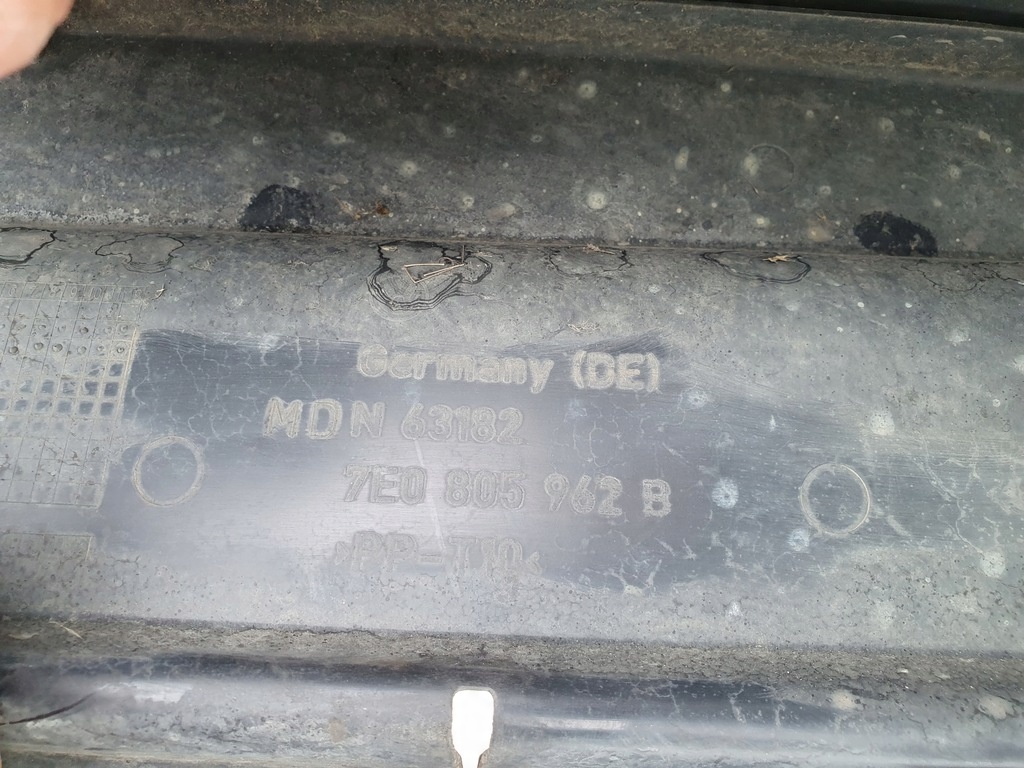 Germany (DE)
MDN 63182
7E0 805 962 B
>PP-T10<